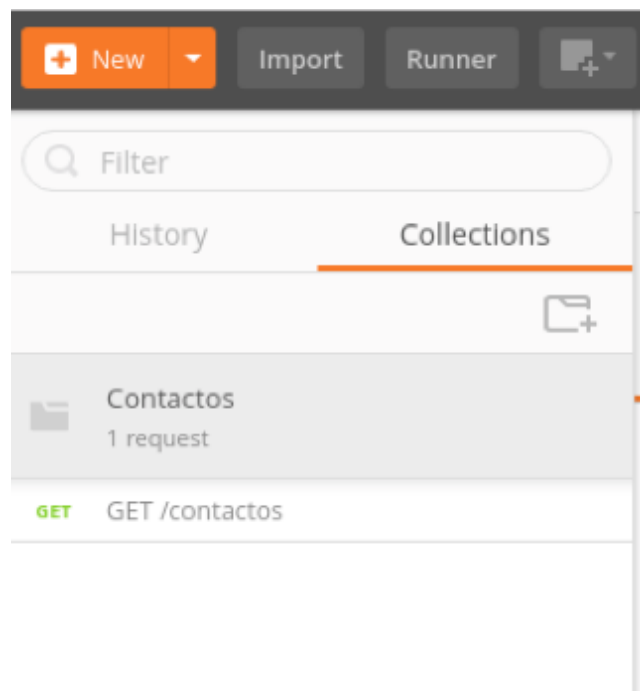 New Import Runner
Filter
History Collections
Contactos
1 request
GET GET /contactos